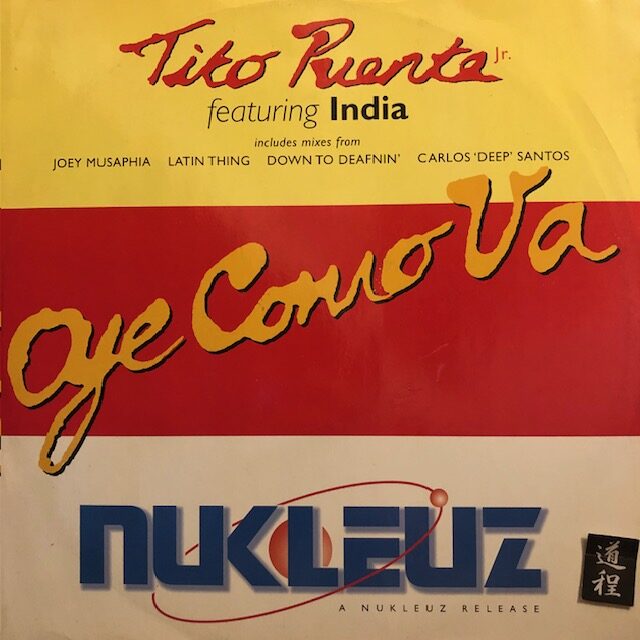 Tito Puente Jr.
featuring India
includes mixes from
JOEY MUSAPHIA LATIN THING DOWN TO DEAFNIN' CARLOS 'DEEP' SANTOS
Oye Como Va
NUKLEUZ
A NUKLEUZ RELEASE
道程